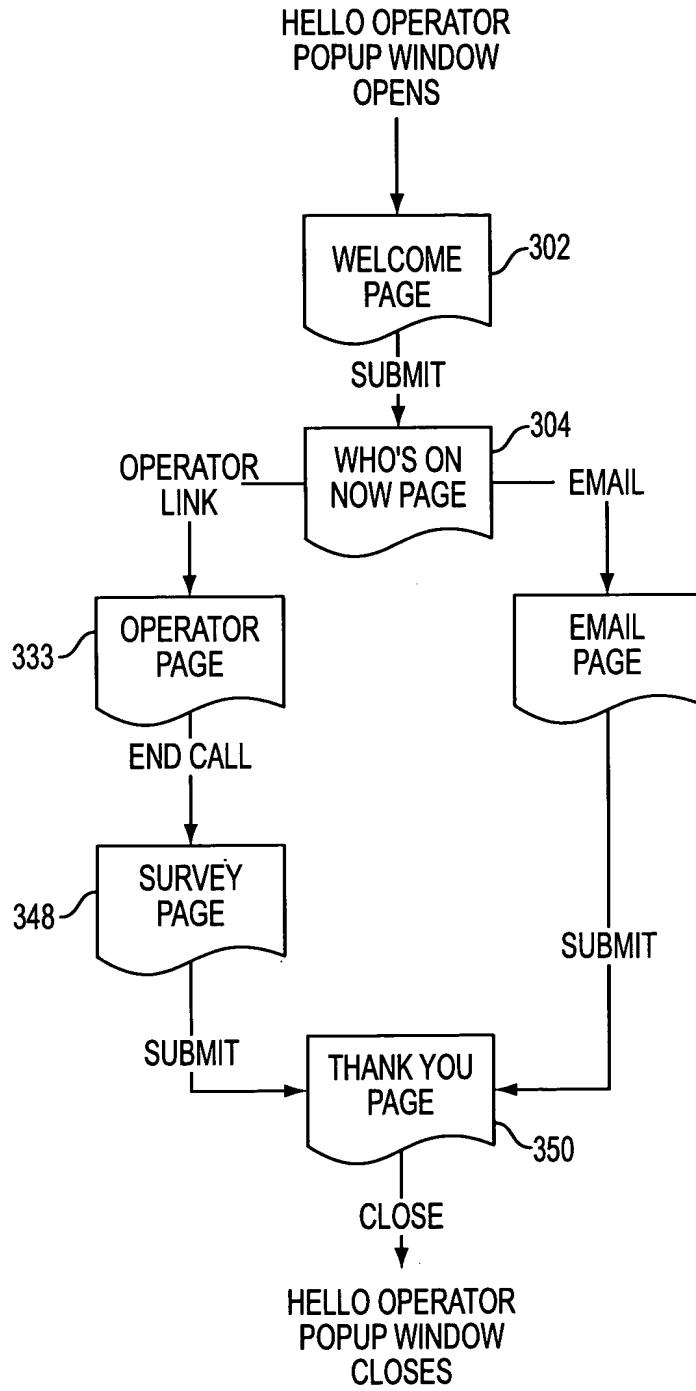 HELLO OPERATOR
POPUP WINDOW
OPENS
WELCOME
PAGE
302
SUBMIT
304
WHO'S ON
NOW PAGE
OPERATOR
LINK
EMAIL
OPERATOR
PAGE
333
EMAIL
PAGE
END CALL
SURVEY
PAGE
348
SUBMIT
SUBMIT
THANK YOU
PAGE
350
CLOSE
HELLO OPERATOR
POPUP WINDOW
CLOSES